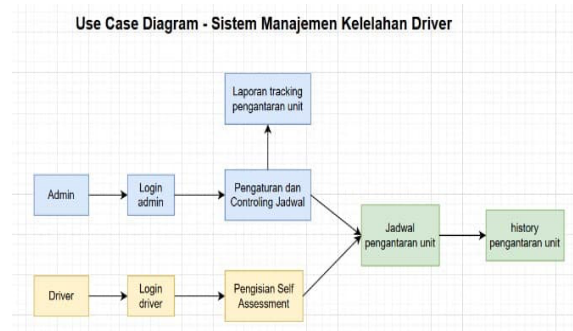 Use Case Diagram - Sistem Manajemen Kelelahan Driver
Laporan tracking
pengantaran unit
Admin
Login
admin
Pengaturan dan
Controling Jadwal
Jadwal
pengantaran unit
history
pengantaran unit
Driver
Login
driver
Pengisian Self
Assessment